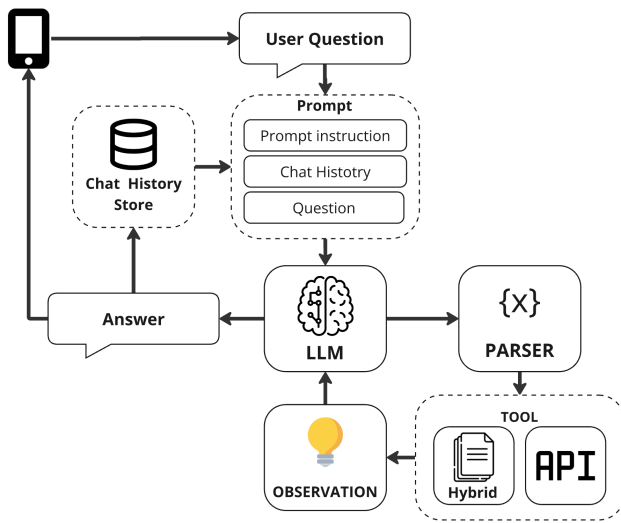 User Question
Prompt
Prompt instruction
Chat Histotry
Question
Chat History
Store
Answer
LLM
{x}
PARSER
TOOL
Hybrid
API
OBSERVATION